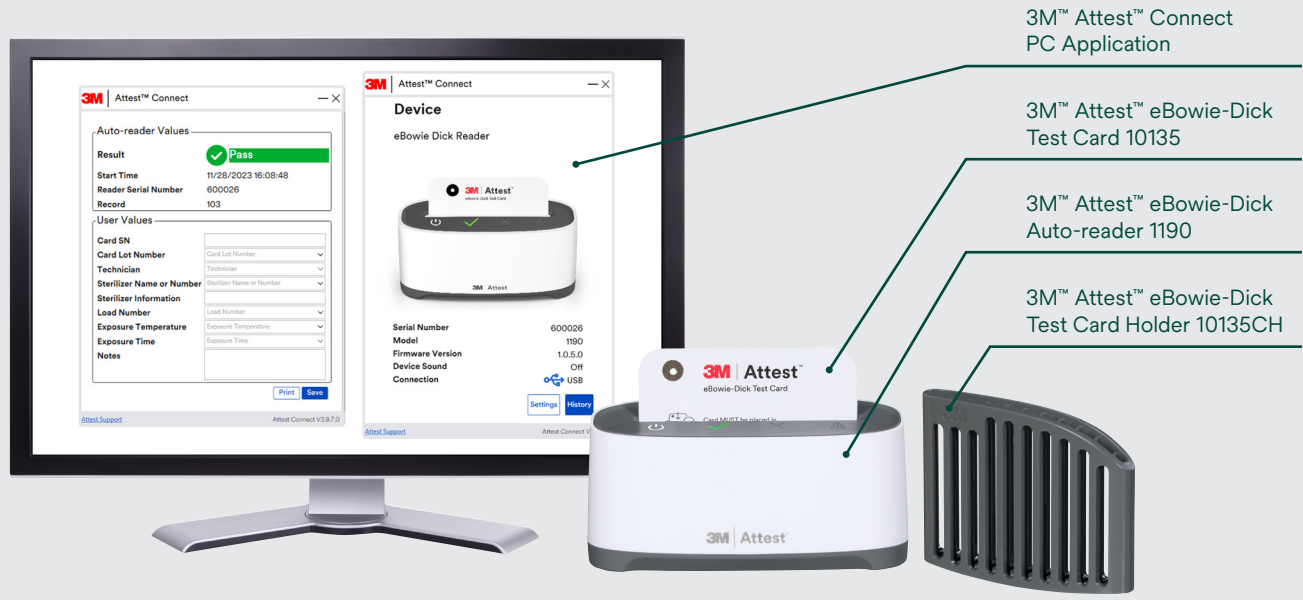 3M™ Attest™ Connect
PC Application
3M™ Attest™ eBowie-Dick
Test Card 10135
3M™ Attest™ eBowie-Dick
Auto-reader 1190
3M™ Attest™ eBowie-Dick
Test Card Holder 10135CH
3M Attest™ Connect
Auto-reader Values
Result Pass
Start Time 11/28/2023 16:08:48
Reader Serial Number 600026
Record 103
User Values
Card SN
Card Lot Number Card Lot Number
Technician Technician
Sterilizer Name or Number Sterilizer Name or Number
Sterilizer Information
Load Number Load Number
Exposure Temperature Exposure Temperature
Exposure Time Exposure Time
Notes
Print Save
Attest Support Attest Connect V3.9.7.0
3M Attest™ Connect
Device
eBowie Dick Reader
3M Attest™
eBowie-Dick Test Card
3M Attest
Serial Number 600026
Model 1190
Firmware Version 1.0.5.0
Device Sound Off
Connection USB
Settings History
Attest Support Attest Connect V
3M Attest™
eBowie-Dick Test Card
Card MUST be placed in
3M Attest™
3M